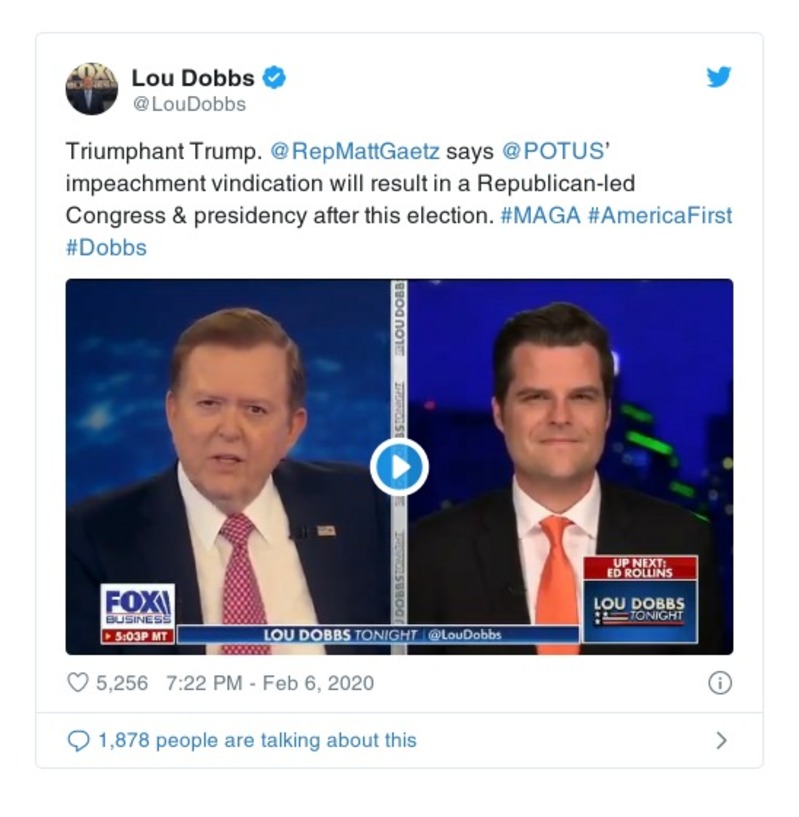 Lou Dobbs
@LouDobbs
Triumphant Trump. @RepMattGaetz says @POTUS’
impeachment vindication will result in a Republican-led
Congress & presidency after this election. #MAGA #AmericaFirst
#Dobbs
LOU DOBBS
TONIGHT
DOBBS TONIGHT
UP NEXT:
ED ROLLINS
LOU DOBBS
TONIGHT
FOX
BUSINESS
5:03P MT
LOU DOBBS TONIGHT @LouDobbs
5,256 7:22 PM - Feb 6, 2020
1,878 people are talking about this